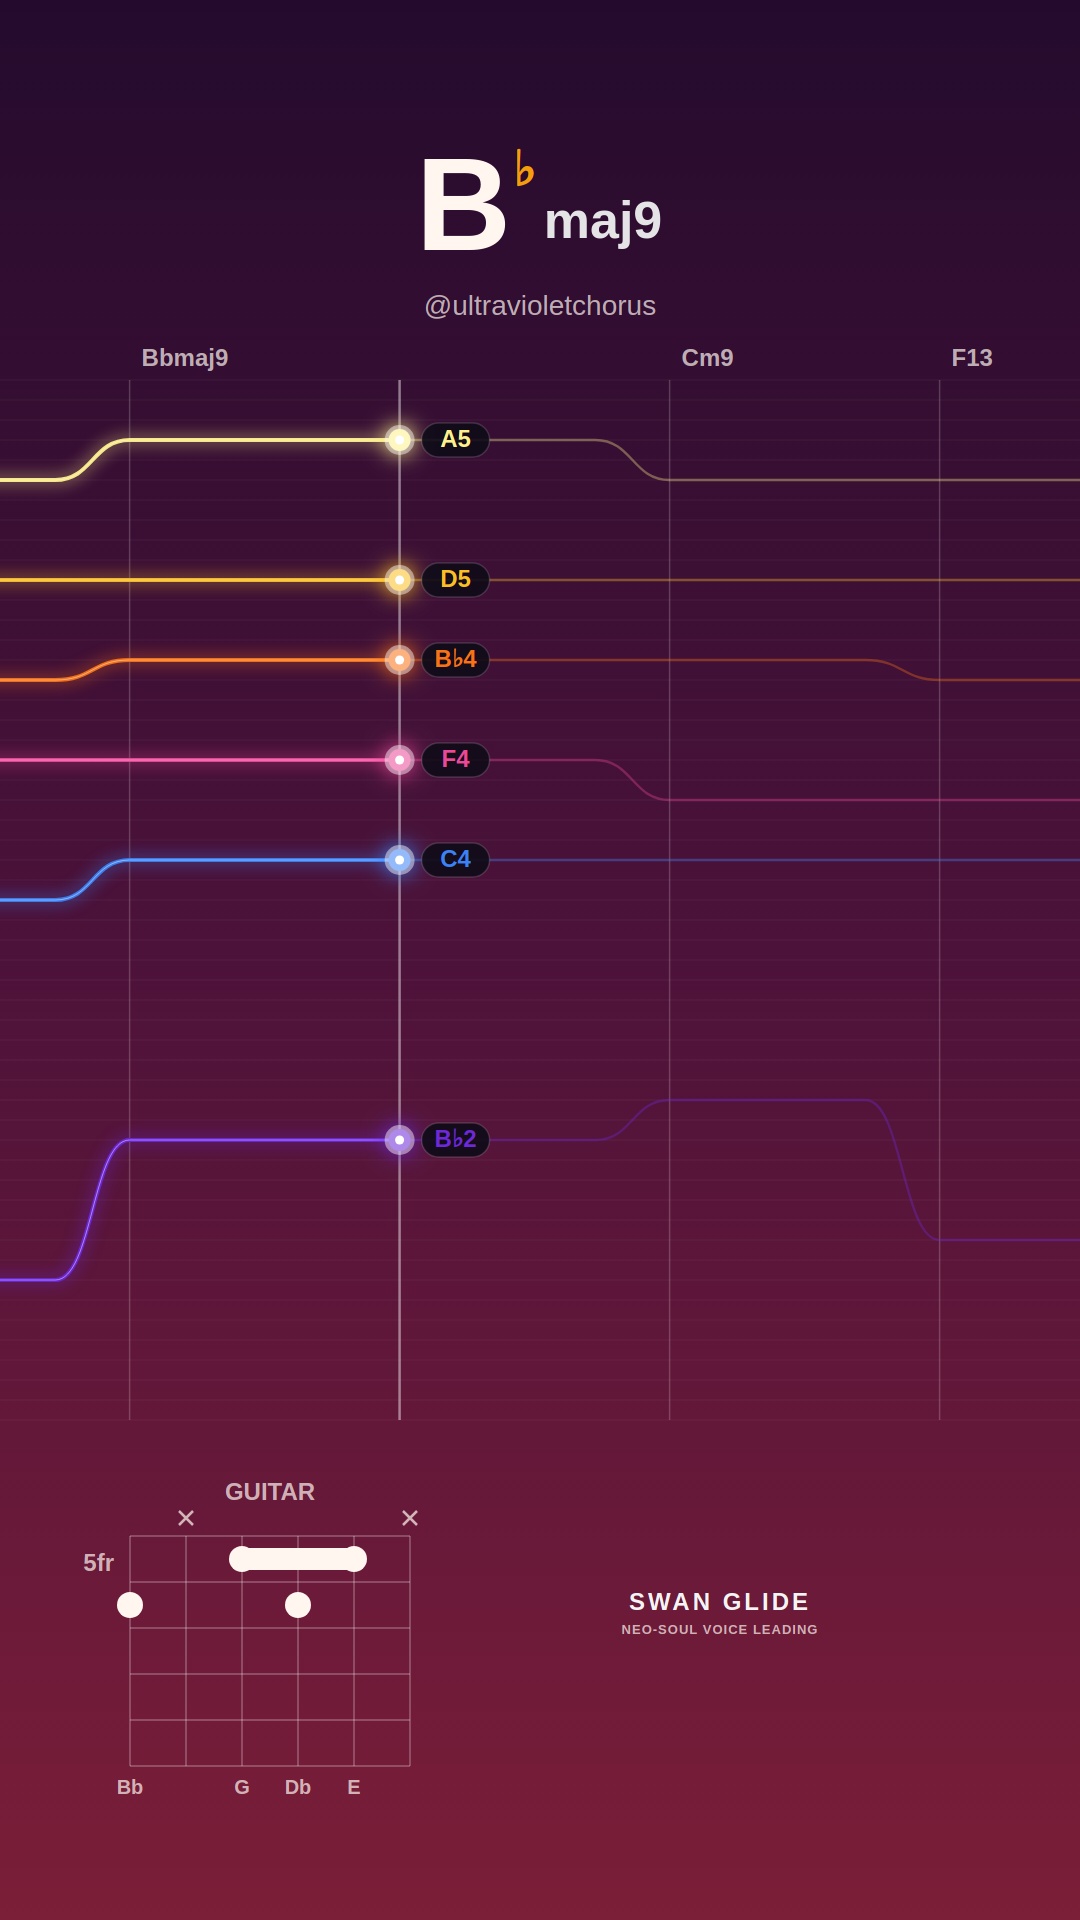 B♭maj9
@ultravioletchorus
Bbmaj9 Cm9 F13
A5
D5
B♭4
F4
C4
B♭2
GUITAR
× ×
5fr
SWAN GLIDE
NEO-SOUL VOICE LEADING
Bb G Db E